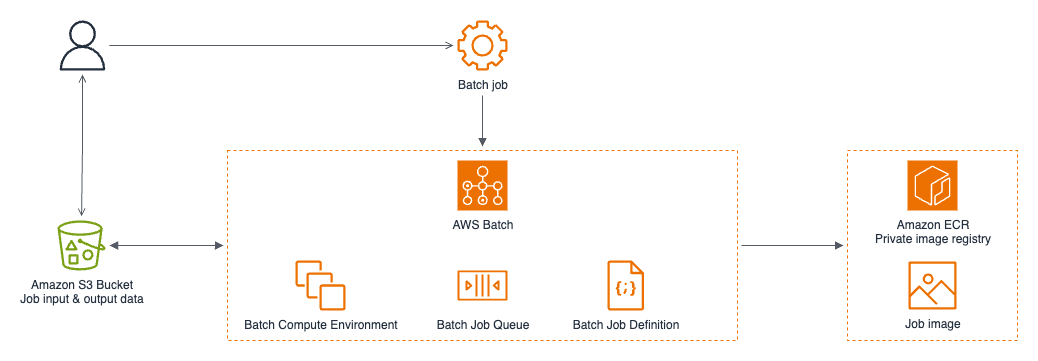 Batch job
AWS Batch
Amazon ECR
Private image registry
Amazon S3 Bucket
Job input & output data
Batch Compute Environment
Batch Job Queue
{;}
Batch Job Definition
Job image